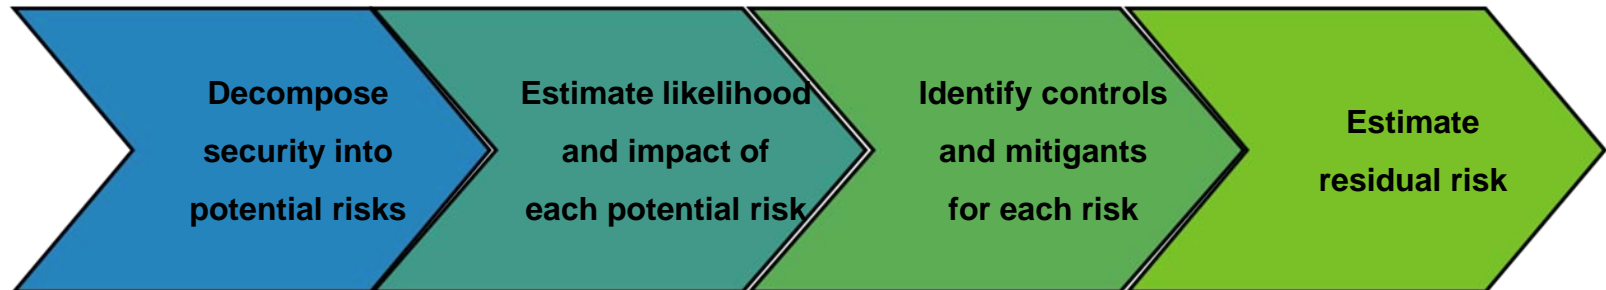 Decompose
security into
potential risks
Estimate likelihood
and impact of
each potential risk
Identify controls
and mitigants
for each risk
Estimate
residual risk